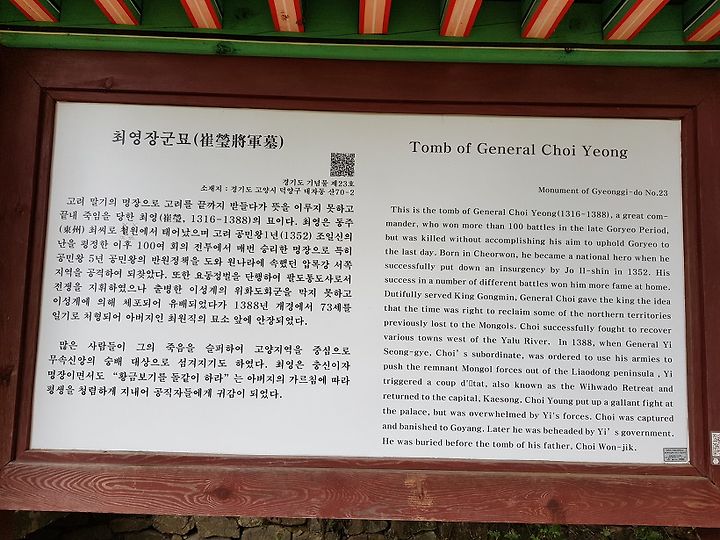 최영장군묘(崔瑩將軍墓)
경기도 기념물 제23호
소재지 : 경기도 고양시 덕양구 대자동 산70-2
고려 말기의 명장으로 고려를 끝까지 받들다가 뜻을 이루지 못하고
끝내 죽임을 당한 최영(崔瑩, 1316-1388)의 묘이다. 최영은 동주
(東州) 최씨로 철원에서 태어났으며 고려 공민왕1년(1352) 조일신의
난을 평정한 이후 100여 회의 전투에서 매번 승리한 명장으로 특히
공민왕 5년 공민왕의 반원정책을 도와 원나라에 속했던 압록강 서쪽
지역을 공격하여 되찾았다. 또한 요동정벌을 단행하여 팔도통도사로서
전쟁을 지휘하였으나 출병한 이성계의 위화도회군을 막지 못하고
이성계에 의해 체포되어 유배되었다가 1388년 개경에서 73세를
일기로 처형되어 아버지인 최원직의 묘소 앞에 안장되었다.
많은 사람들이 그의 죽음을 슬퍼하여 고양지역을 중심으로
무속신앙의 숭배 대상으로 섬겨지기도 하였다. 최영은 충신이자
명장이면서도 “황금보기를 돌같이 하라”는 아버지의 가르침에 따라
평생을 청렴하게 지내어 공직자들에게 귀감이 되었다.
Tomb of General Choi Yeong
Monument of Gyeonggi-do No.23
This is the tomb of General Choi Yeong(1316-1388), a great com-
mander, who won more than 100 battles in the late Goryeo Period,
but was killed without accomplishing his aim to uphold Goryeo to
the last day. Born in Cheorwon, he became a national hero when he
successfully put down an insurgency by Jo Il-shin in 1352. His
success in a number of different battles won him more fame at home.
Dutifully served King Gongmin, General Choi gave the king the idea
that the time was right to reclaim some of the northern territories
previously lost to the Mongols. Choi successfully fought to recover
various towns west of the Yalu River. In 1388, when General Yi
Seong-gye, Choi’s subordinate, was ordered to use his armies to
push the remnant Mongol forces out of the Liaodong peninsula , Yi
triggered a coup d'tat, also known as the Wihwado Retreat and
returned to the capital, Kaesong. Choi Young put up a gallant fight at
the palace, but was overwhelmed by Yi's forces. Choi was captured
and banished to Goyang. Later he was beheaded by Yi’s government.
He was buried before the tomb of his father, Choi Won-jik.